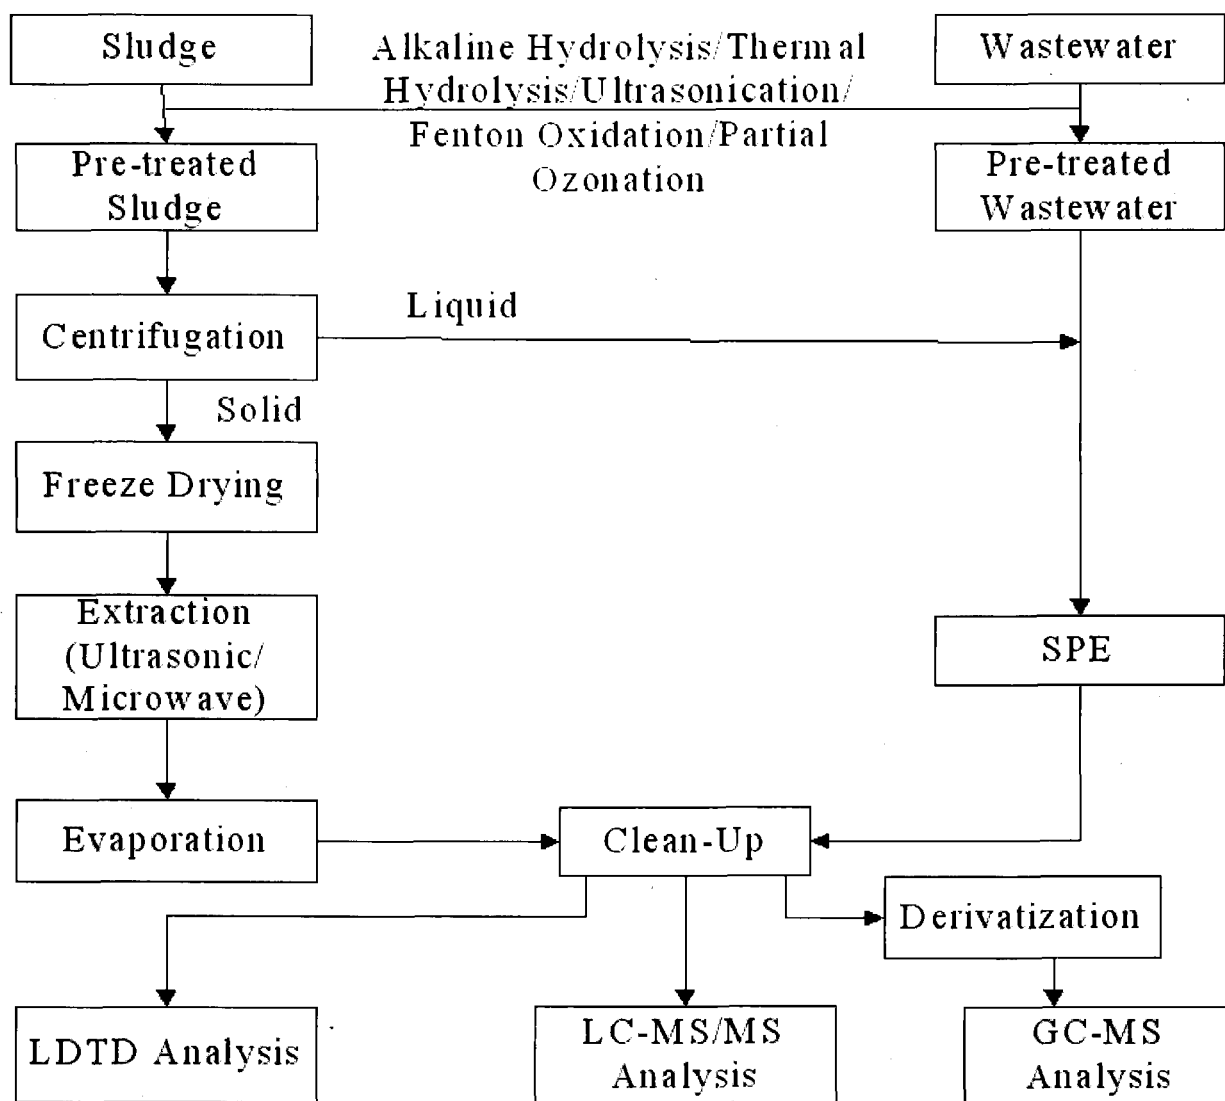 Sludge
Alkaline Hydrolysis/Thermal
Hydrolysis/Ultrasonication/
Fenton Oxidation/Partial
Ozonation
Wastewater
Pre-treated
Sludge
Pre-treated
Wastewater
Centrifugation
Liquid
Solid
Freeze Drying
Extraction
(Ultrasonic/
Microwave)
SPE
Evaporation
Clean-Up
Derivatization
LDTD Analysis
LC-MS/MS
Analysis
GC-MS
Analysis